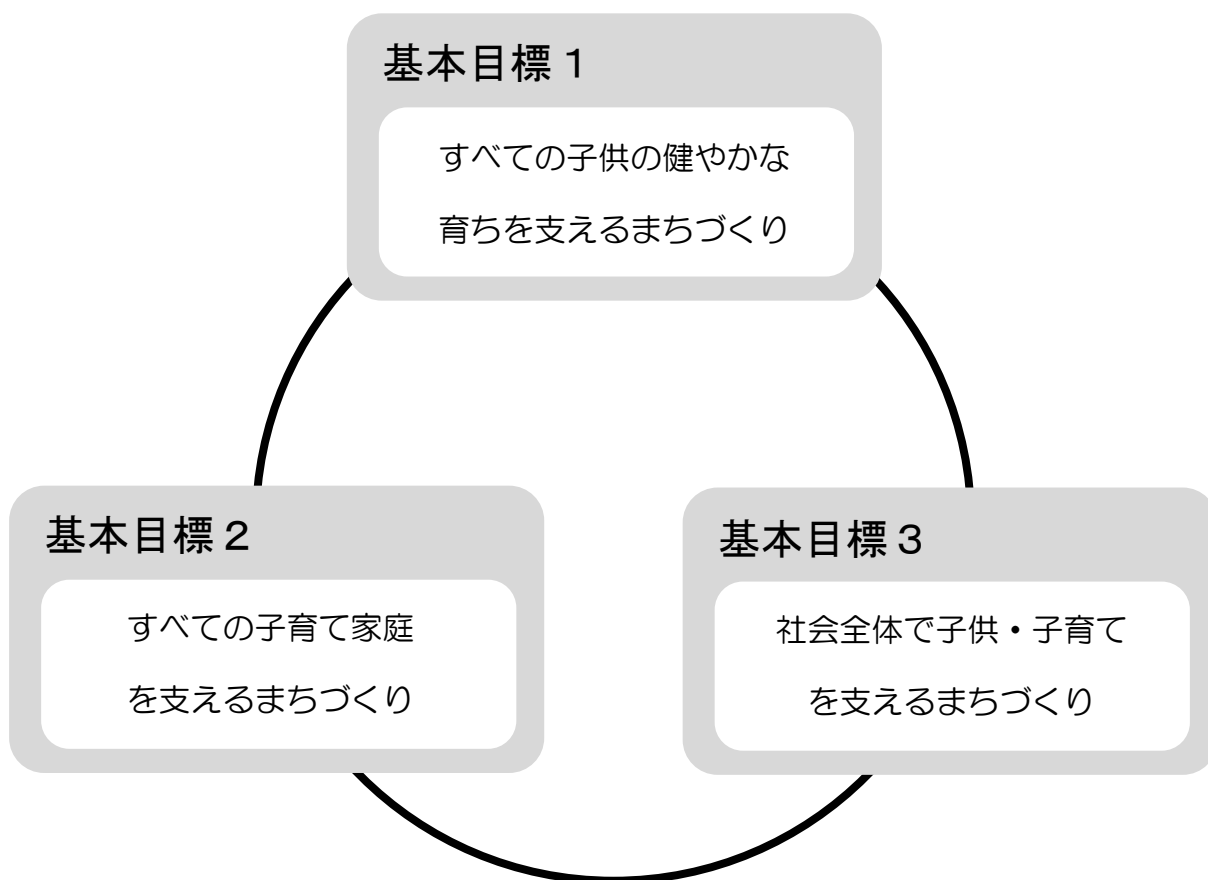 基本目標１
すべての子供の健やかな
育ちを支えるまちづくり
基本目標２
すべての子育て家庭
を支えるまちづくり
基本目標３
社会全体で子供・子育て
を支えるまちづくり